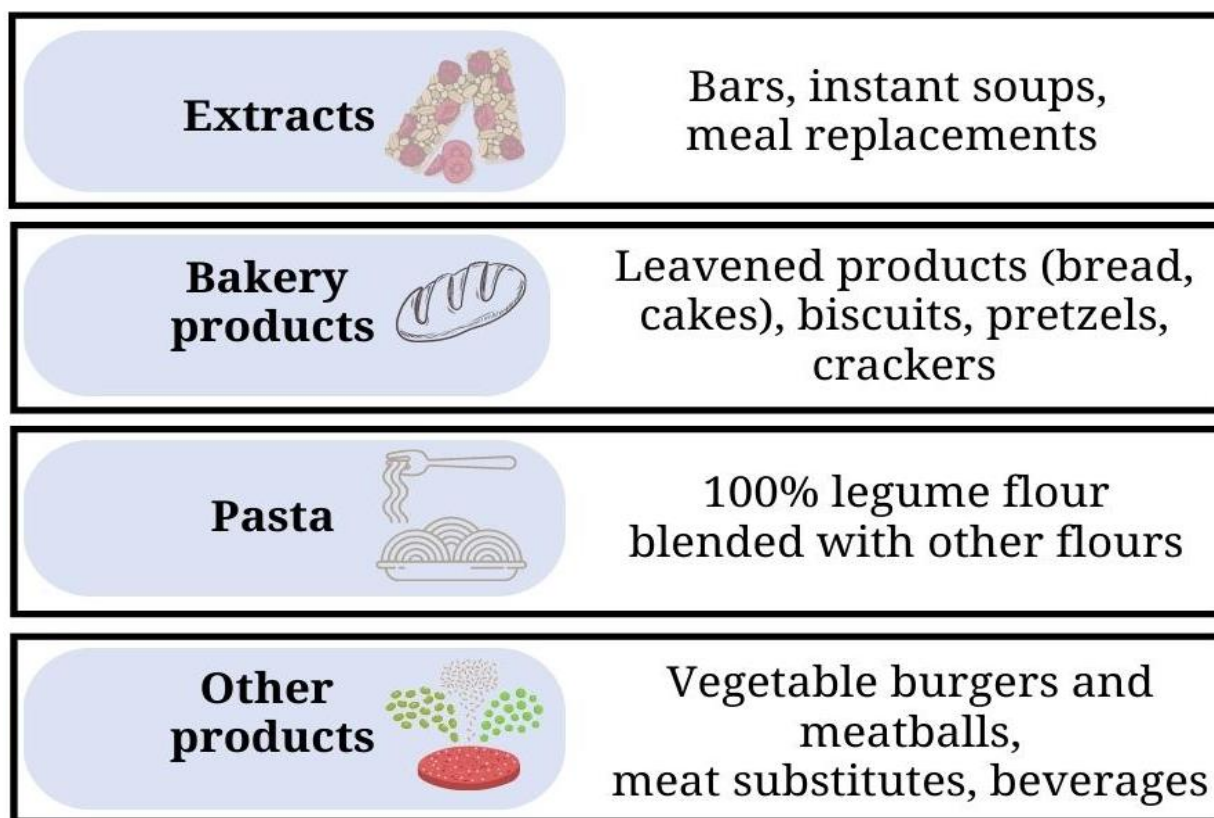 Extracts
Bars, instant soups,
meal replacements
Bakery
products
Leavened products (bread,
cakes), biscuits, pretzels,
crackers
Pasta
100% legume flour
blended with other flours
Other
products
Vegetable burgers and
meatballs,
meat substitutes, beverages